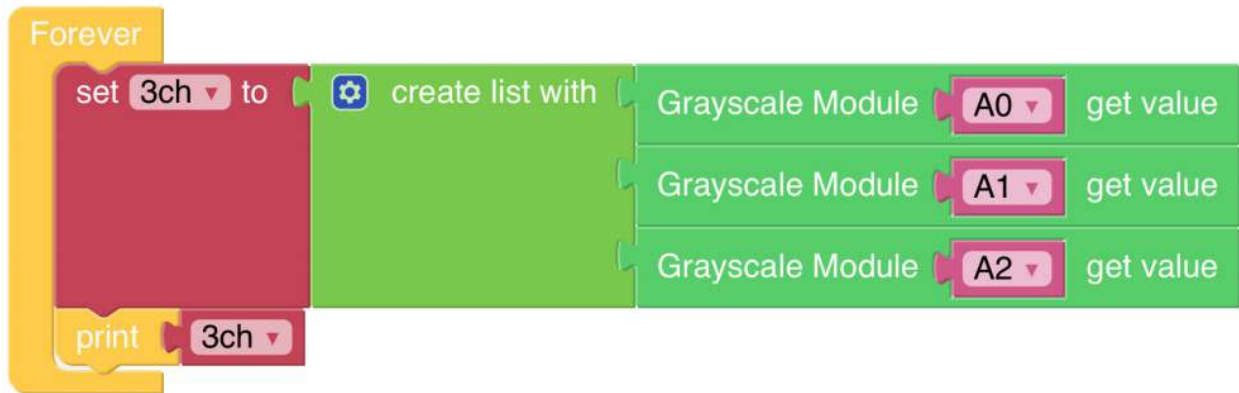 Forever
set 3ch to create list with Grayscale Module A0 get value
Grayscale Module A1 get value
Grayscale Module A2 get value
print 3ch